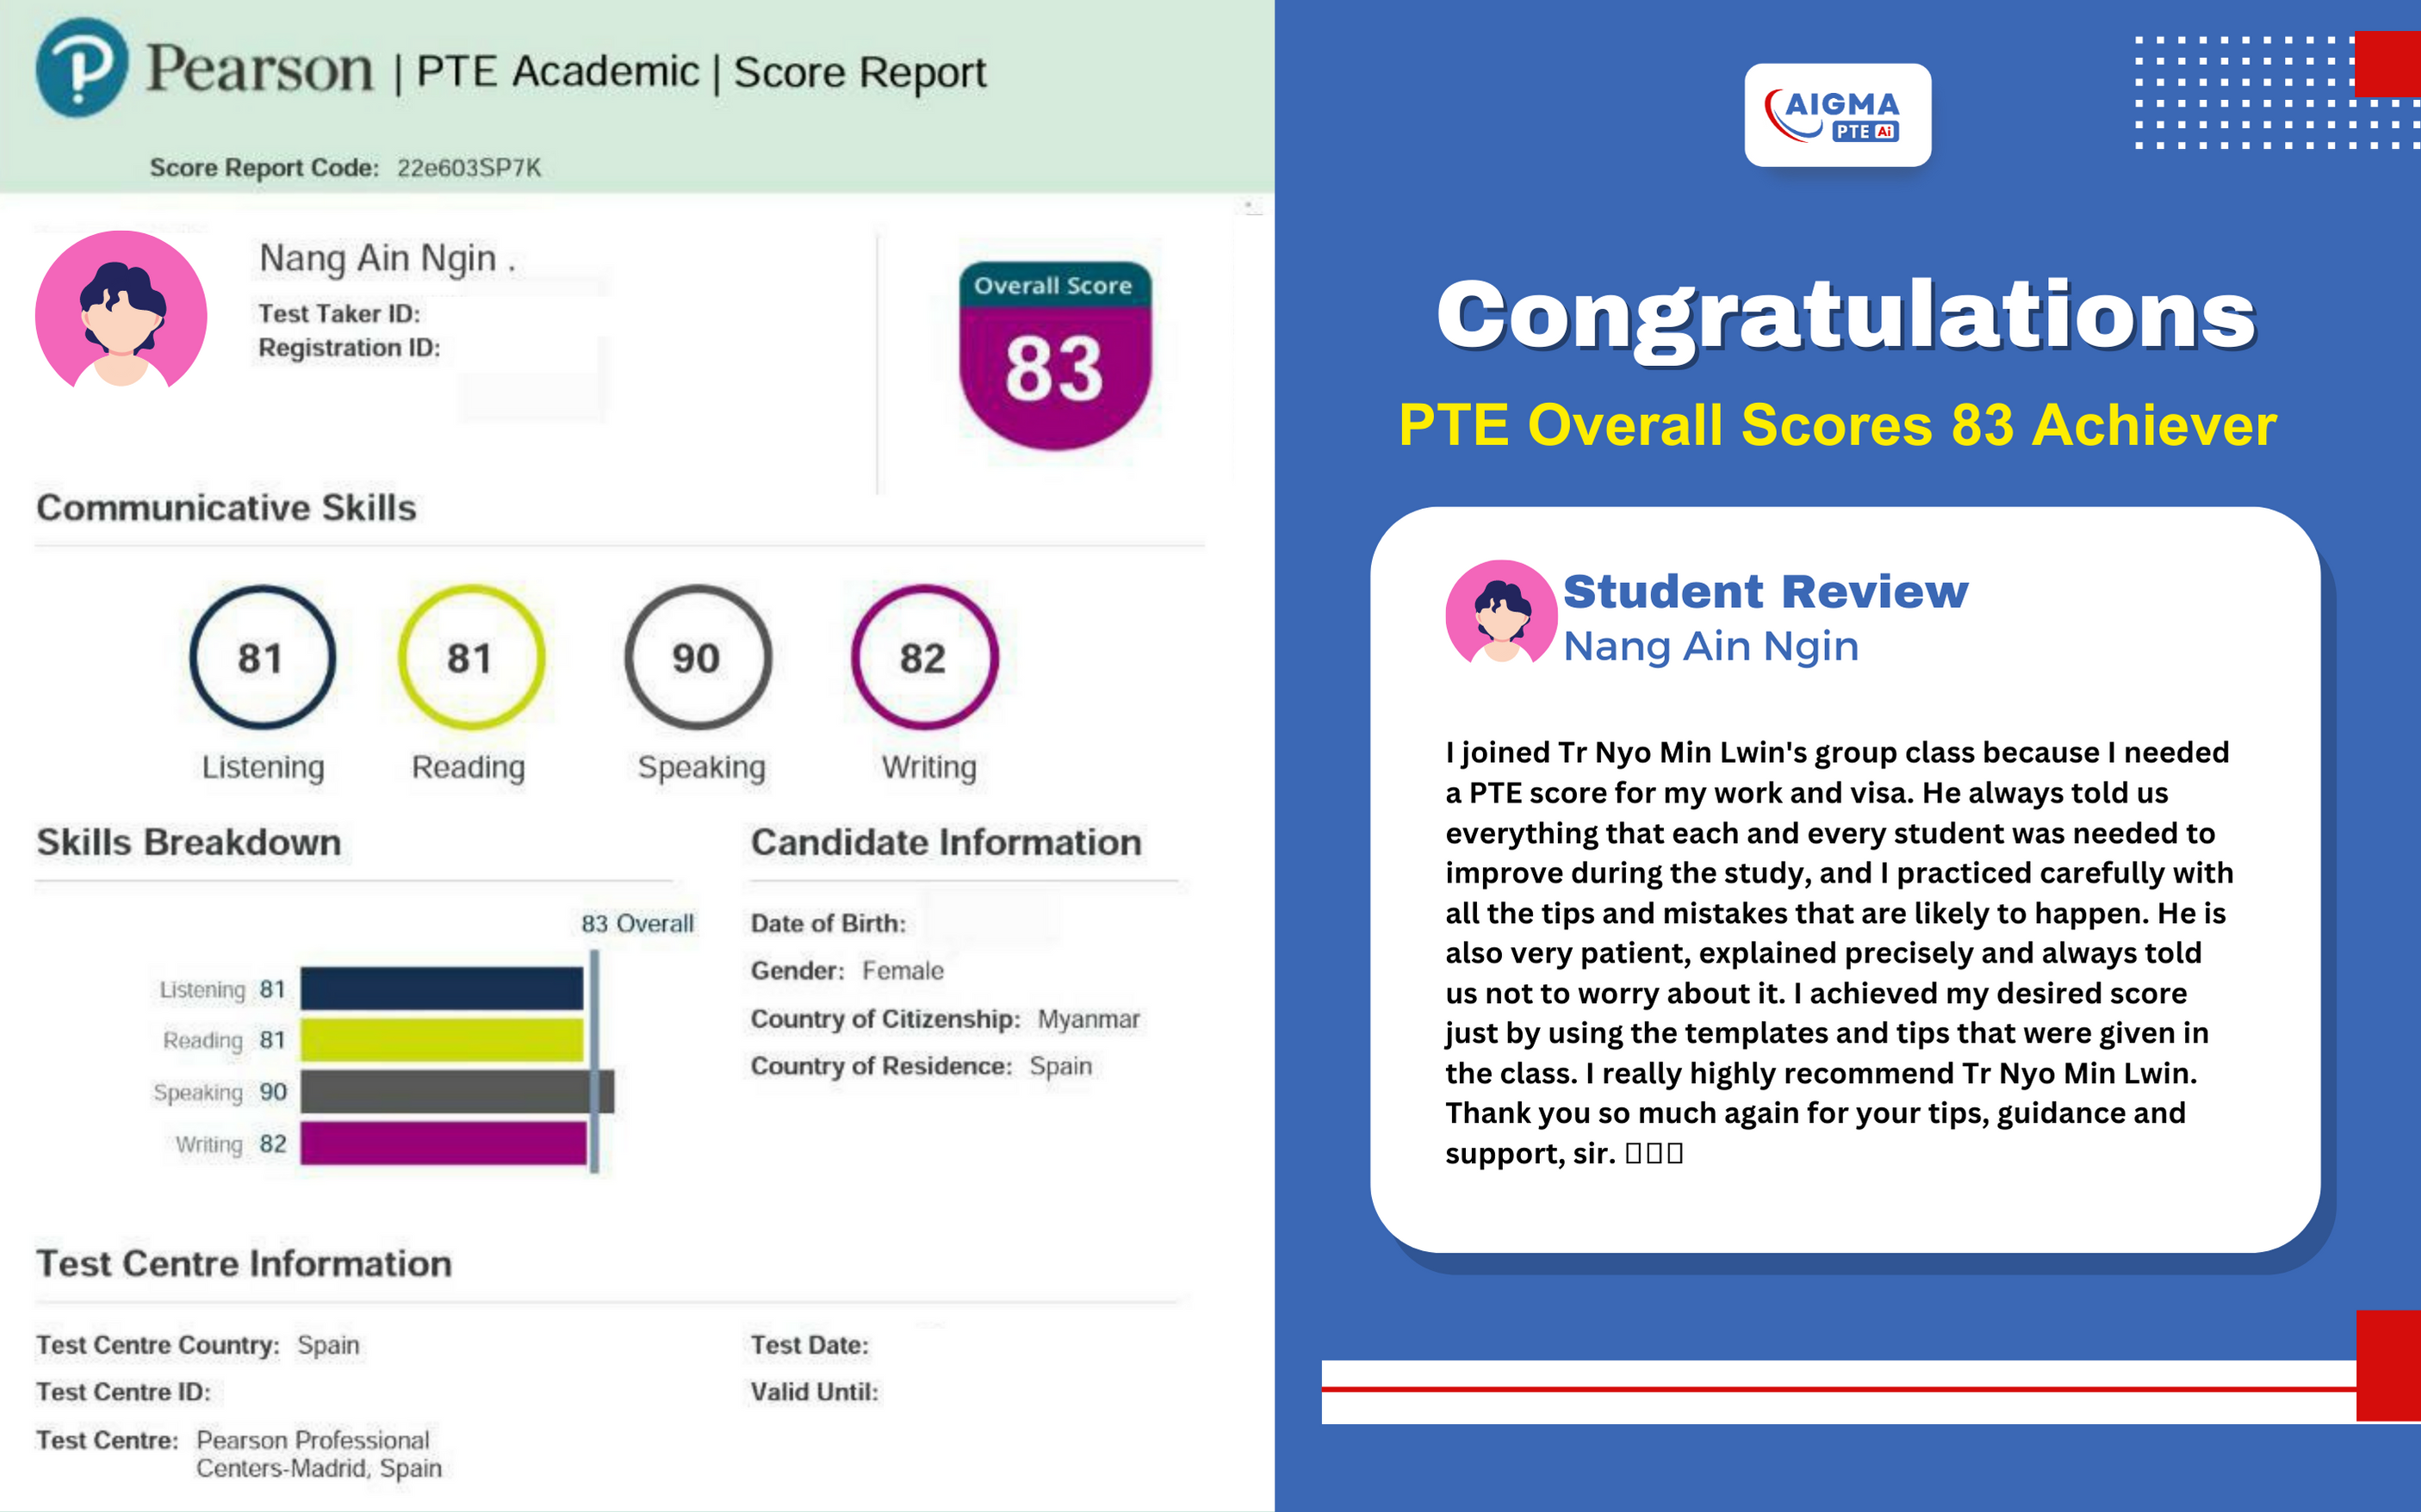 Pearson | PTE Academic | Score Report
Score Report Code: 22e603SP7K
Nang Ain Ngin .
Test Taker ID:
Registration ID:
Overall Score
83
Communicative Skills
81 81 90 82
Listening Reading Speaking Writing
Skills Breakdown
83 Overall
Listening 81
Reading 81
Speaking 90
Writing 82
Candidate Information
Date of Birth:
Gender: Female
Country of Citizenship: Myanmar
Country of Residence: Spain
Test Centre Information
Test Centre Country: Spain
Test Centre ID:
Test Centre: Pearson Professional
Centers-Madrid, Spain
Test Date:
Valid Until:
AIGMA
PTE Ai
Congratulations
PTE Overall Scores 83 Achiever
Student Review
Nang Ain Ngin
I joined Tr Nyo Min Lwin's group class because I needed
a PTE score for my work and visa. He always told us
everything that each and every student was needed to
improve during the study, and I practiced carefully with
all the tips and mistakes that are likely to happen. He is
also very patient, explained precisely and always told
us not to worry about it. I achieved my desired score
just by using the templates and tips that were given in
the class. I really highly recommend Tr Nyo Min Lwin.
Thank you so much again for your tips, guidance and
support, sir.